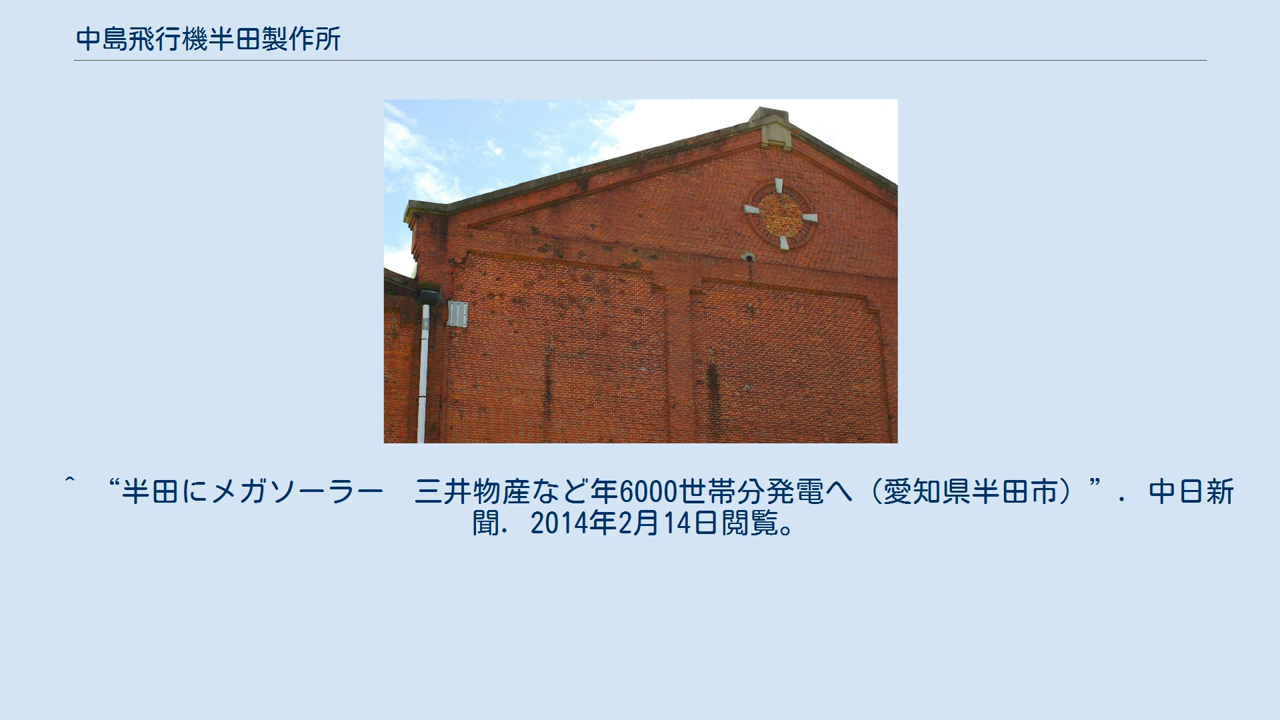 中島飛行機半田製作所
^ “半田にメガソーラー　三井物産など年6000世帯分発電へ（愛知県半田市）”. 中日新
聞. 2014年2月14日閲覧。